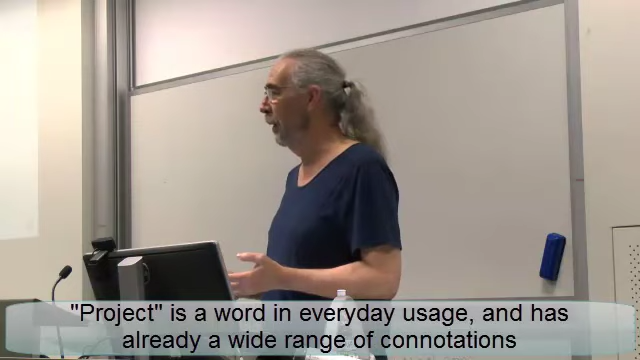 "Project" is a word in everyday usage, and has
already a wide range of connotations